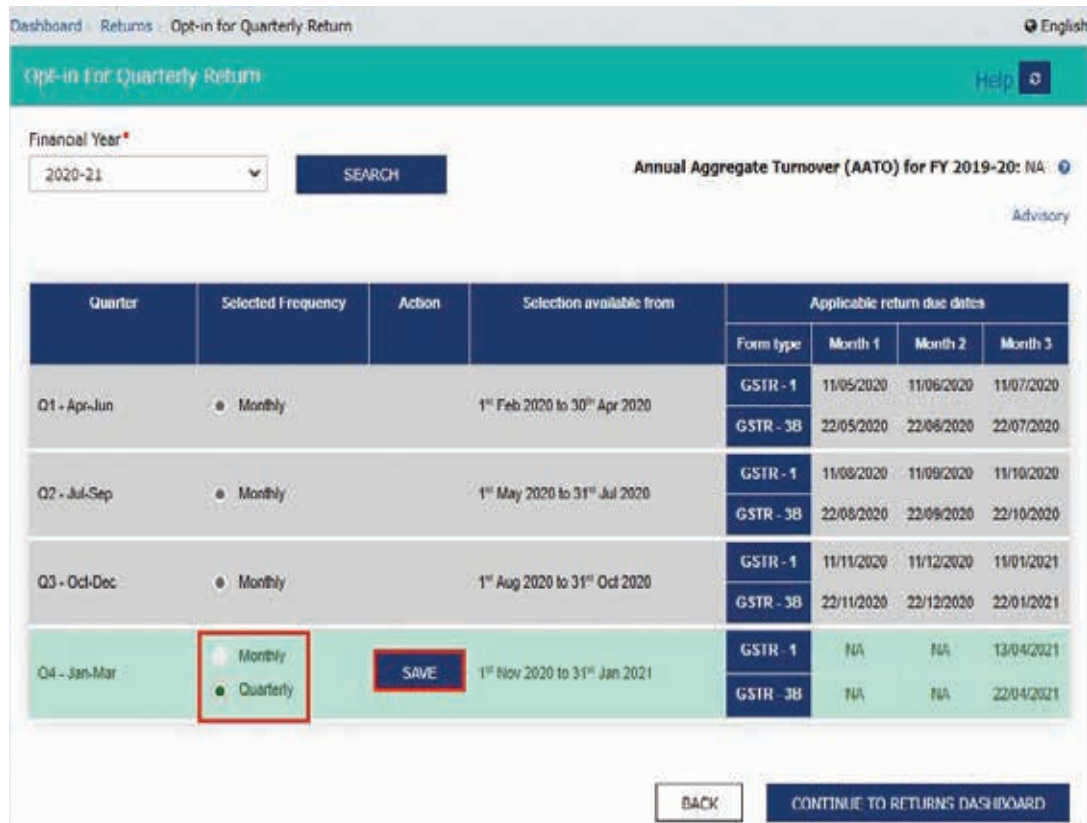 Dashboard Returns Opt-in for Quarterly Return English
Opt-in For Quarterly Return Help
Financial Year*
2020-21 SEARCH Annual Aggregate Turnover (AATO) for FY 2019-20: NA
Advisory
Quarter Selected Frequency Action Selection available from Applicable return due dates
Form type Month 1 Month 2 Month 3
Q1 - Apr-Jun Monthly 1st Feb 2020 to 30th Apr 2020
GSTR - 1 11/05/2020 11/06/2020 11/07/2020
GSTR - 3B 22/05/2020 22/06/2020 22/07/2020
Q2 - Jul-Sep Monthly 1st May 2020 to 31st Jul 2020
GSTR - 1 11/08/2020 11/09/2020 11/10/2020
GSTR - 3B 22/08/2020 22/09/2020 22/10/2020
Q3 - Oct-Dec Monthly 1st Aug 2020 to 31st Oct 2020
GSTR - 1 11/11/2020 11/12/2020 11/01/2021
GSTR - 3B 22/11/2020 22/12/2020 22/01/2021
Q4 - Jan-Mar Monthly
Quarterly
SAVE 1st Nov 2020 to 31st Jan 2021
GSTR - 1 NA NA 13/04/2021
GSTR - 3B NA NA 22/04/2021
BACK CONTINUE TO RETURNS DASHBOARD